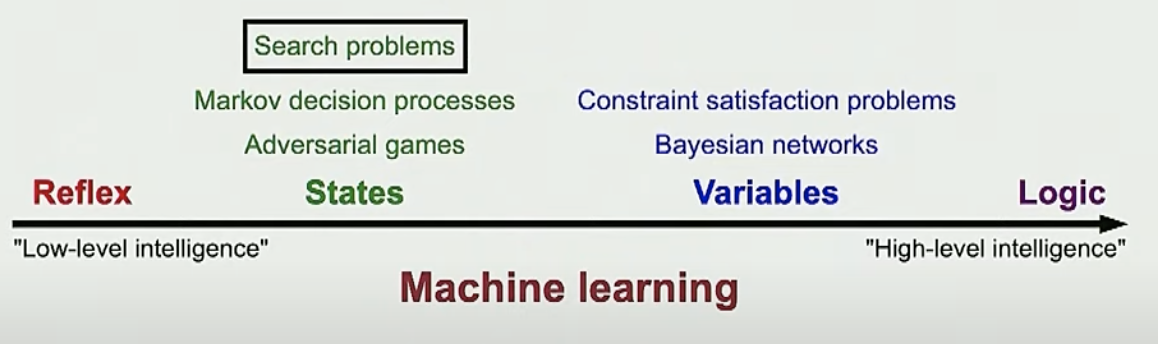 Search problems
Markov decision processes
Constraint satisfaction problems
Adversarial games
Bayesian networks
Reflex
States
Variables
Logic
"Low-level intelligence"
"High-level intelligence"
Machine learning